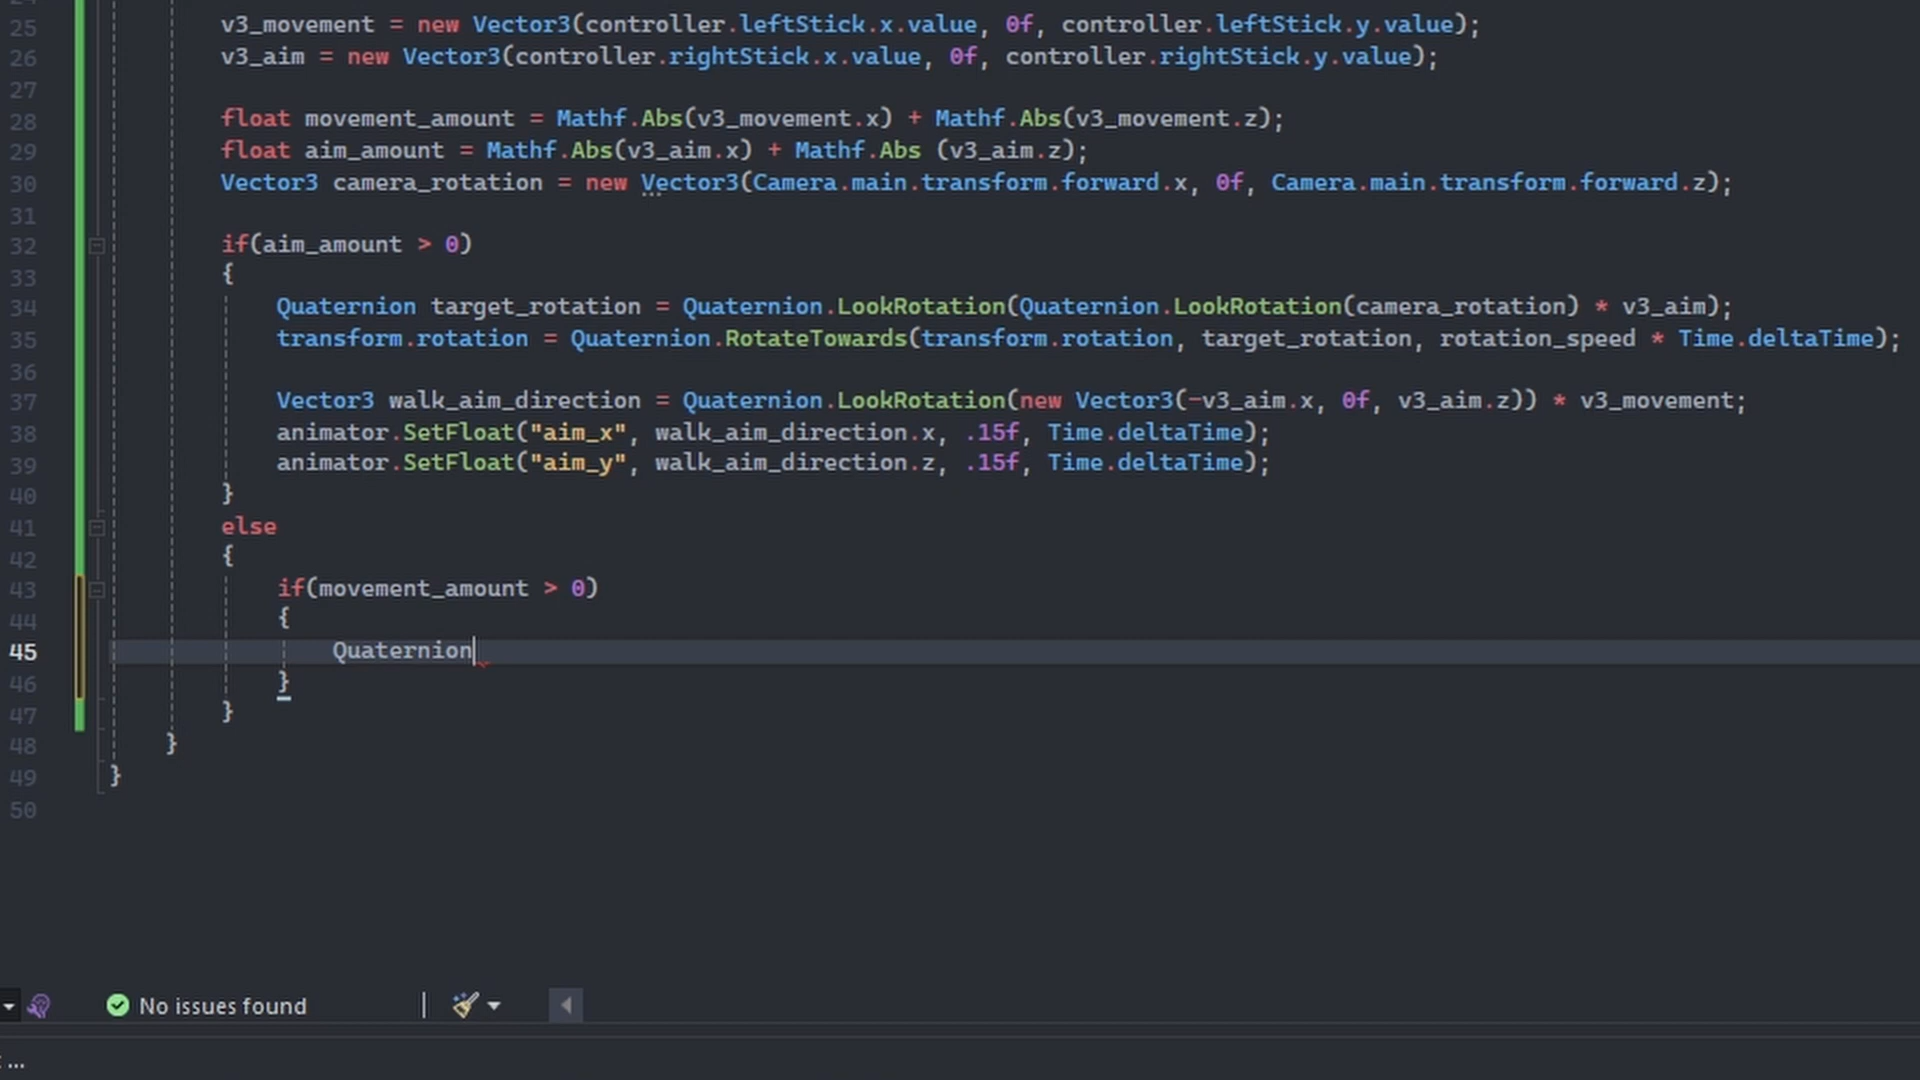 25 v3_movement = new Vector3(controller.leftStick.x.value, 0f, controller.leftStick.y.value);
26 v3_aim = new Vector3(controller.rightStick.x.value, 0f, controller.rightStick.y.value);
27
28 float movement_amount = Mathf.Abs(v3_movement.x) + Mathf.Abs(v3_movement.z);
29 float aim_amount = Mathf.Abs(v3_aim.x) + Mathf.Abs (v3_aim.z);
30 Vector3 camera_rotation = new Vector3(Camera.main.transform.forward.x, 0f, Camera.main.transform.forward.z);
31
32 if(aim_amount > 0)
33 {
34 Quaternion target_rotation = Quaternion.LookRotation(Quaternion.LookRotation(camera_rotation) * v3_aim);
35 transform.rotation = Quaternion.RotateTowards(transform.rotation, target_rotation, rotation_speed * Time.deltaTime);
36
37 Vector3 walk_aim_direction = Quaternion.LookRotation(new Vector3(-v3_aim.x, 0f, v3_aim.z)) * v3_movement;
38 animator.SetFloat("aim_x", walk_aim_direction.x, .15f, Time.deltaTime);
39 animator.SetFloat("aim_y", walk_aim_direction.z, .15f, Time.deltaTime);
40 }
41 else
42 {
43 if(movement_amount > 0)
44 {
45 Quaternion
46 }
47 }
48 }
49 }
50
No issues found
...